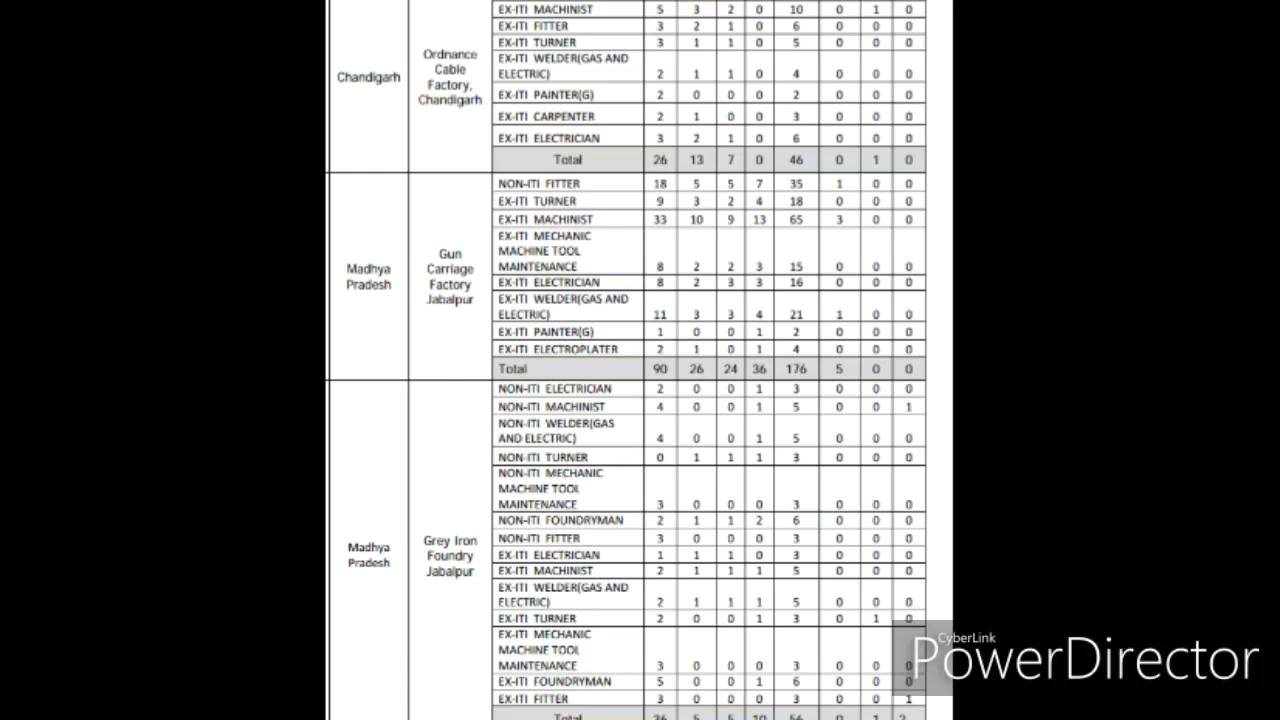 EX-ITI MACHINIST 5 3 2 0 10 0 1 0
EX-ITI FITTER 3 2 1 0 6 0 0 0
EX-ITI TURNER 3 1 1 0 5 0 0 0
Chandigarh
Ordnance
Cable
Factory,
Chandigarh
EX-ITI WELDER(GAS AND
ELECTRIC) 2 1 1 0 4 0 0 0
EX-ITI PAINTER(G) 2 0 0 0 2 0 0 0
EX-ITI CARPENTER 2 1 0 0 3 0 0 0
EX-ITI ELECTRICIAN 3 2 1 0 6 0 0 0
Total 26 13 7 0 46 0 1 0
Madhya
Pradesh
Gun
Carriage
Factory
Jabalpur
NON-ITI FITTER 18 5 5 7 35 1 0 0
EX-ITI TURNER 9 3 2 4 18 0 0 0
EX-ITI MACHINIST 33 10 9 13 65 3 0 0
EX-ITI MECHANIC
MACHINE TOOL
MAINTENANCE 8 2 2 3 15 0 0 0
EX-ITI ELECTRICIAN 8 2 3 3 16 0 0 0
EX-ITI WELDER(GAS AND
ELECTRIC) 11 3 3 4 21 1 0 0
EX-ITI PAINTER(G) 1 0 0 1 2 0 0 0
EX-ITI ELECTROPLATER 2 1 0 1 4 0 0 0
Total 90 26 24 36 176 5 0 0
Madhya
Pradesh
Grey Iron
Foundry
Jabalpur
NON-ITI ELECTRICIAN 2 0 0 1 3 0 0 0
NON-ITI MACHINIST 4 0 0 1 5 0 0 1
NON-ITI WELDER(GAS
AND ELECTRIC) 4 0 0 1 5 0 0 0
NON-ITI TURNER 0 1 1 1 3 0 0 0
NON-ITI MECHANIC
MACHINE TOOL
MAINTENANCE 3 0 0 0 3 0 0 0
NON-ITI FOUNDRYMAN 2 1 1 2 6 0 0 0
NON-ITI FITTER 3 0 0 0 3 0 0 0
EX-ITI ELECTRICIAN 1 1 1 0 3 0 0 0
EX-ITI MACHINIST 2 1 1 1 5 0 0 0
EX-ITI WELDER(GAS AND
ELECTRIC) 2 1 1 1 5 0 0 0
EX-ITI TURNER 2 0 0 1 3 0 1 0
EX-ITI MECHANIC
MACHINE TOOL
MAINTENANCE 3 0 0 0 3 0 0 0
EX-ITI FOUNDRYMAN 5 0 0 1 6 0 0 0
EX-ITI FITTER 3 0 0 0 3 0 0 1
Total 36 5 5 10 56 0 1 2
CyberLink
PowerDirector